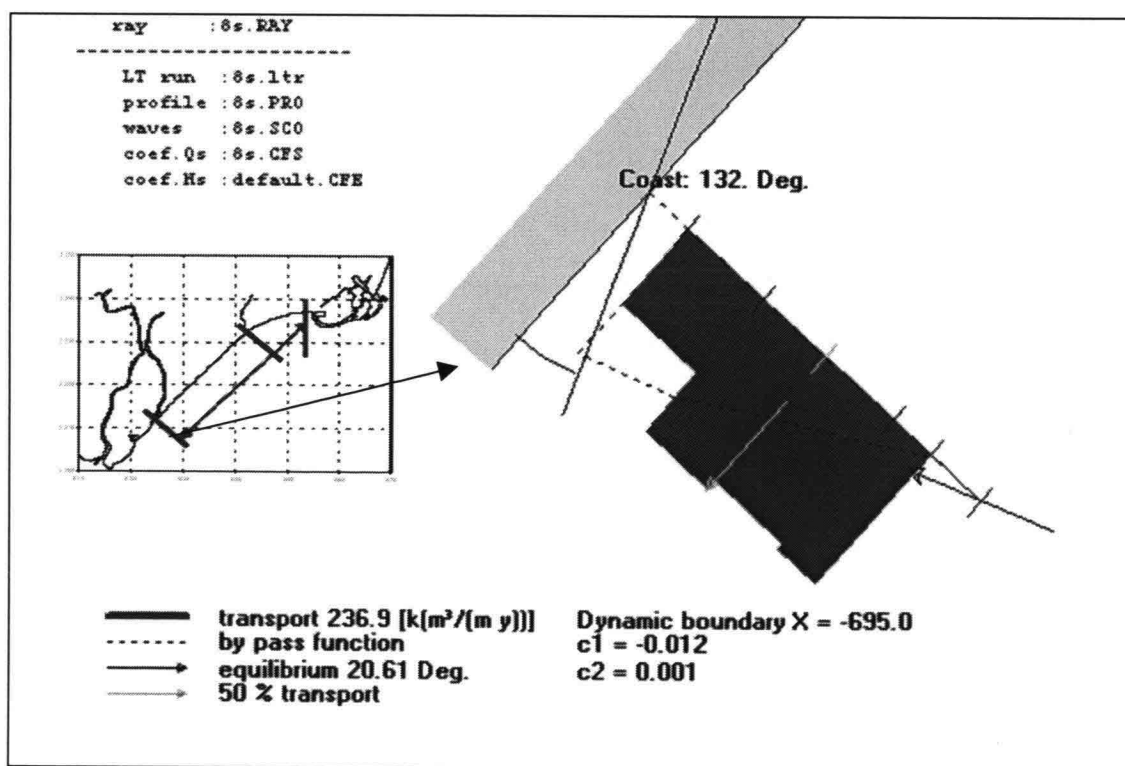 ray :8s.RAY
LT run :8s.ltr
profile :8s.PRO
waves :8s.SCO
coef.Qs :8s.CFS
coef.Hs :default.CFE
Coast: 132. Deg.
transport 236.9 [k(m³/(m y))]
by pass function
equilibrium 20.61 Deg.
50 % transport
Dynamic boundary X = -695.0
c1 = -0.012
c2 = 0.001